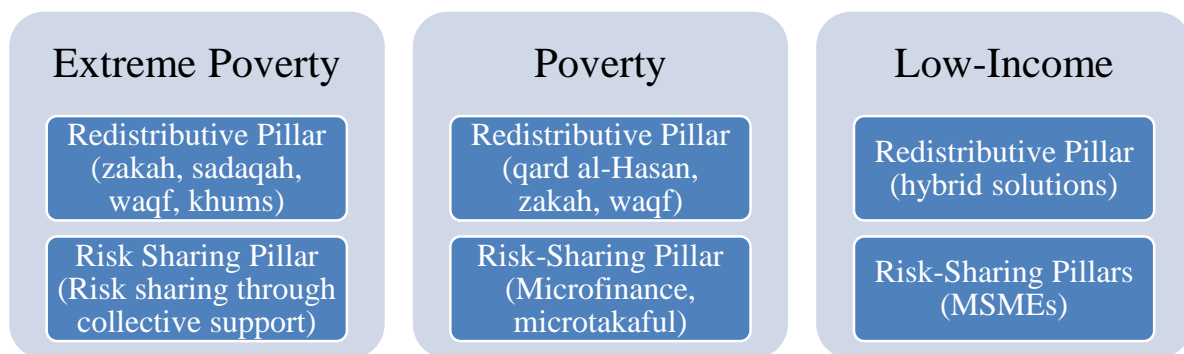 Extreme Poverty
Redistributive Pillar
(zakah, sadaqah,
waqf, khums)
Risk Sharing Pillar
(Risk sharing through
collective support)
Poverty
Redistributive Pillar
(qard al-Hasan,
zakah, waqf)
Risk-Sharing Pillar
(Microfinance,
microtakaful)
Low-Income
Redistributive Pillar
(hybrid solutions)
Risk-Sharing Pillars
(MSMEs)